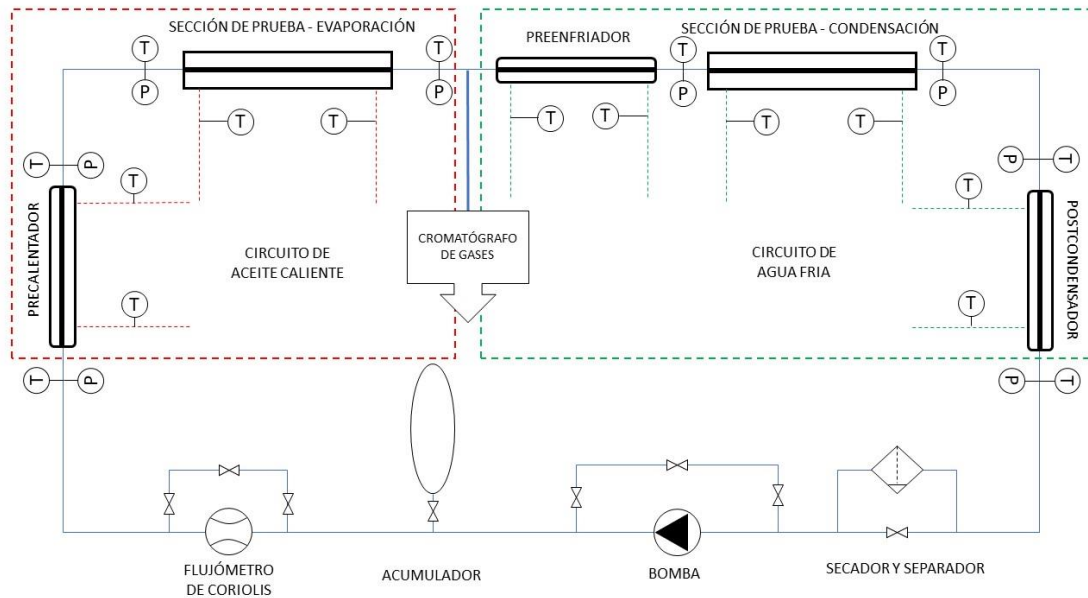 SECCIÓN DE PRUEBA - EVAPORACIÓN
SECCIÓN DE PRUEBA - CONDENSACIÓN
PREENFRIADOR
T
T
T
T
P
P
P
P
T
T
T
T
T
T
T
P
P
T
T
T
PRECALENTADOR
CIRCUITO DE
ACEITE CALIENTE
CROMATÓGRAFO
DE GASES
CIRCUITO DE
AGUA FRIA
POSTCONDENSADOR
T
T
T
P
P
T
FLUJÓMETRO
DE CORIOLIS
ACUMULADOR
BOMBA
SECADOR Y SEPARADOR